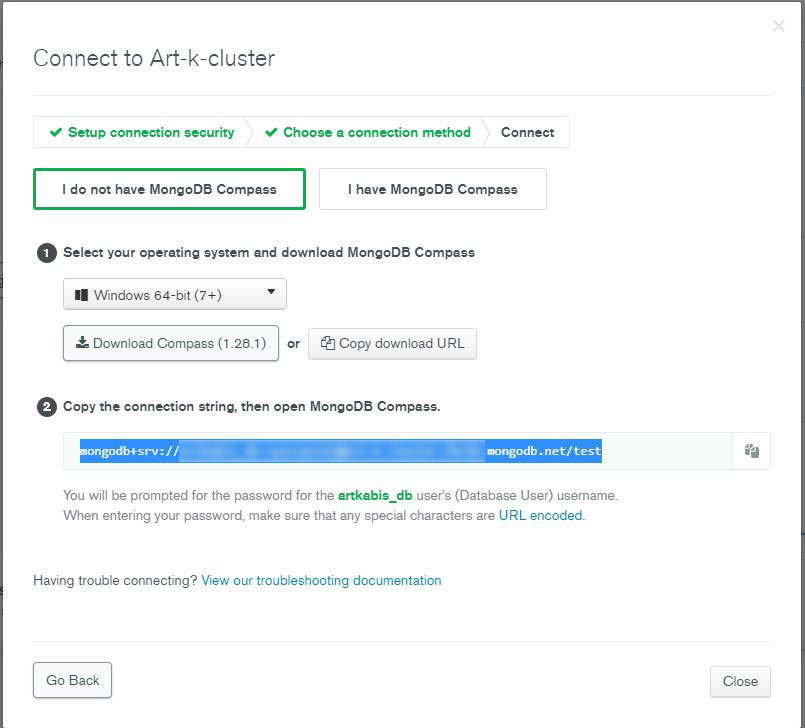 Connect to Art-k-cluster
Setup connection security
Choose a connection method
Connect
I do not have MongoDB Compass
I have MongoDB Compass
1 Select your operating system and download MongoDB Compass
Windows 64-bit (7+)
Download Compass (1.28.1) or Copy download URL
2 Copy the connection string, then open MongoDB Compass.
mongodb+srv:// mongodb.net/test
You will be prompted for the password for the artkabis_db user's (Database User) username.
When entering your password, make sure that any special characters are URL encoded.
Having trouble connecting? View our troubleshooting documentation
Go Back
Close